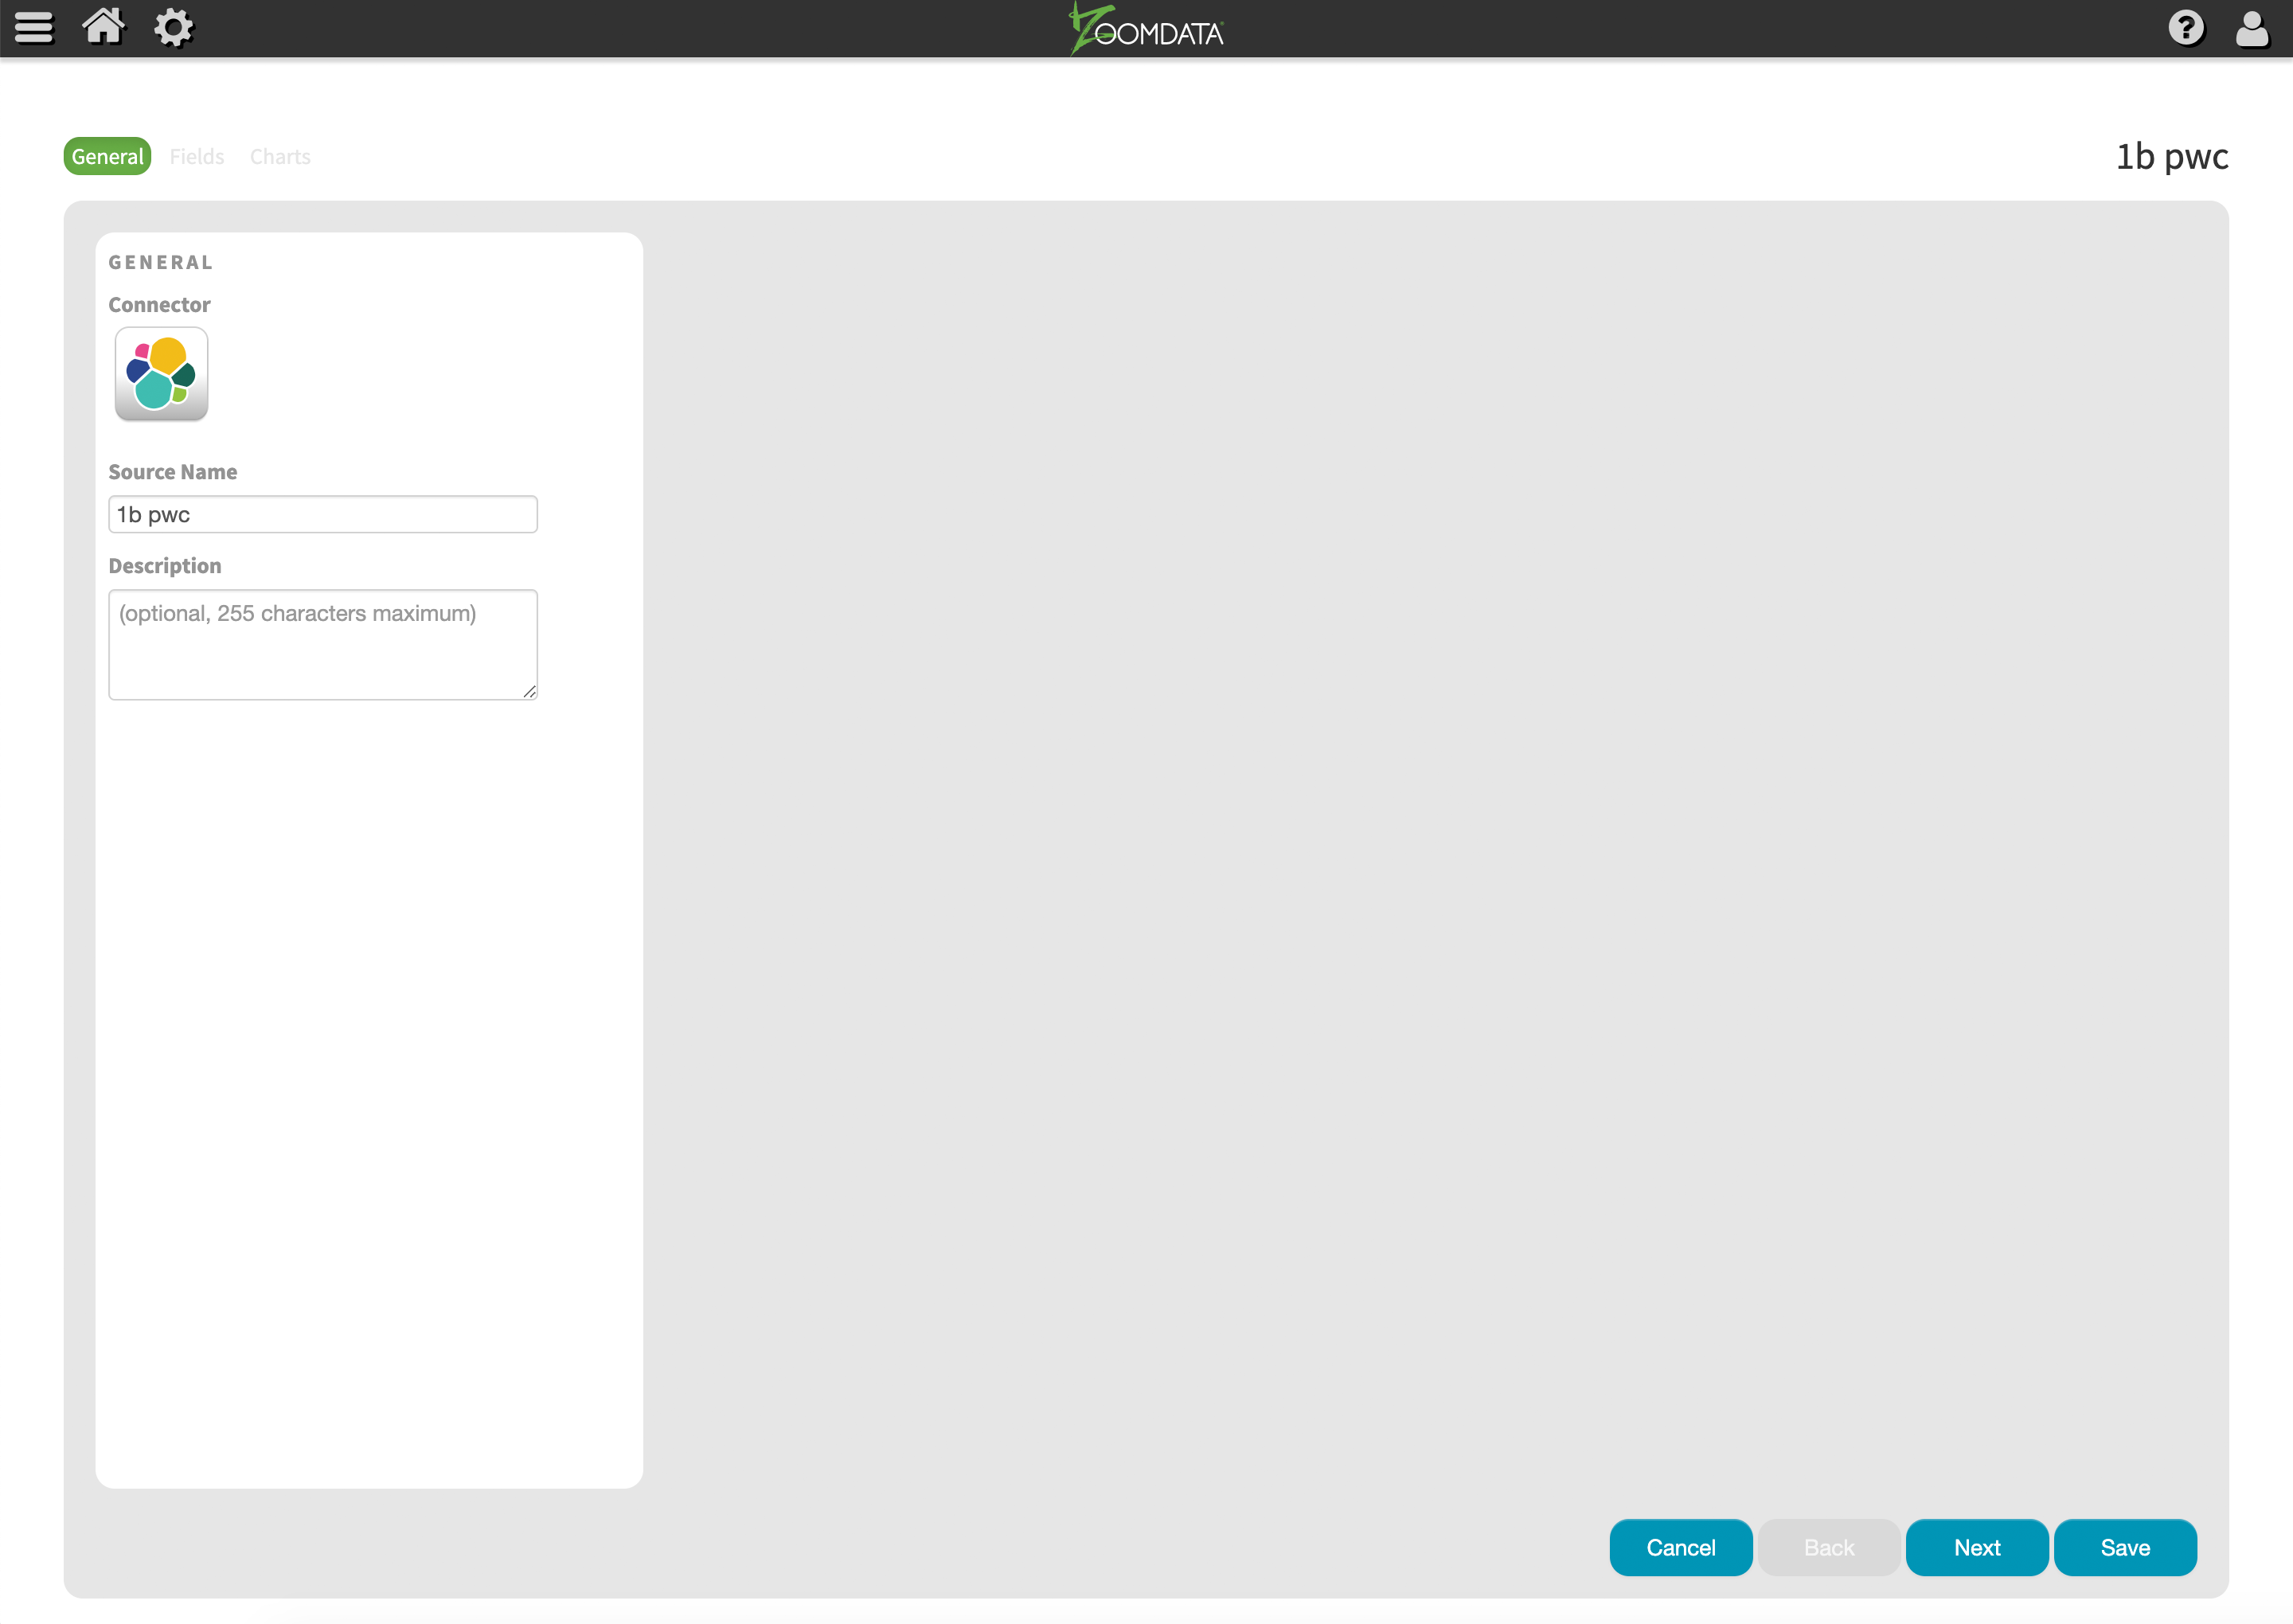 ZOOMDATA
General Fields Charts
1b pwc
GENERAL
Connector
Source Name
1b pwc
Description
(optional, 255 characters maximum)
Cancel Back Next Save